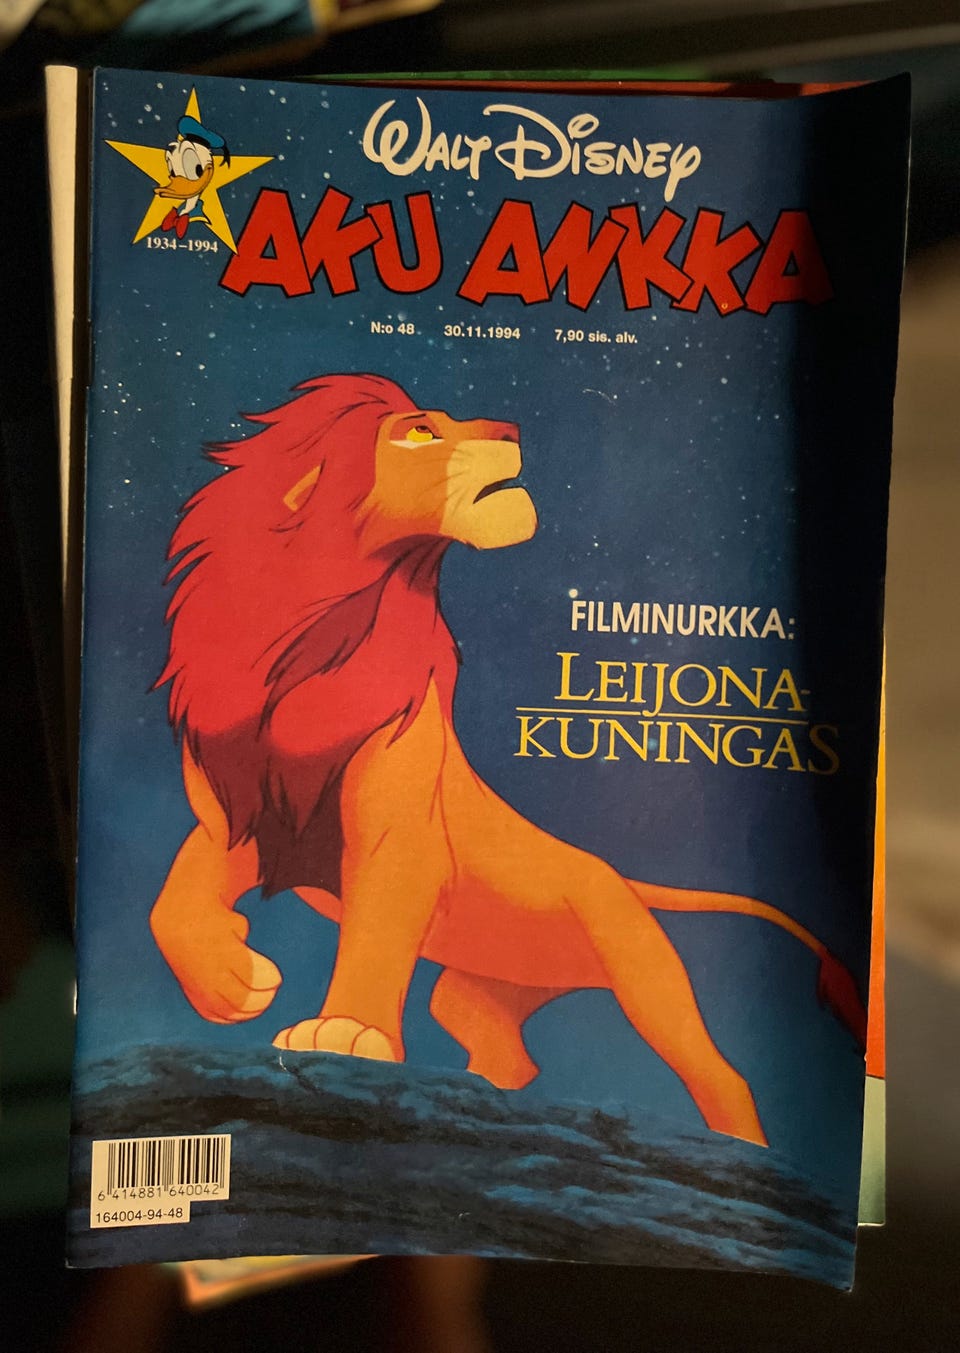 WALT DISNEY
1934–1994
AKU ANKKA
N:o 48 30.11.1994 7,90 sis. alv.
FILMINURKKA:
LEIJONA-
KUNINGAS
6 414881 640042
164004-94-48